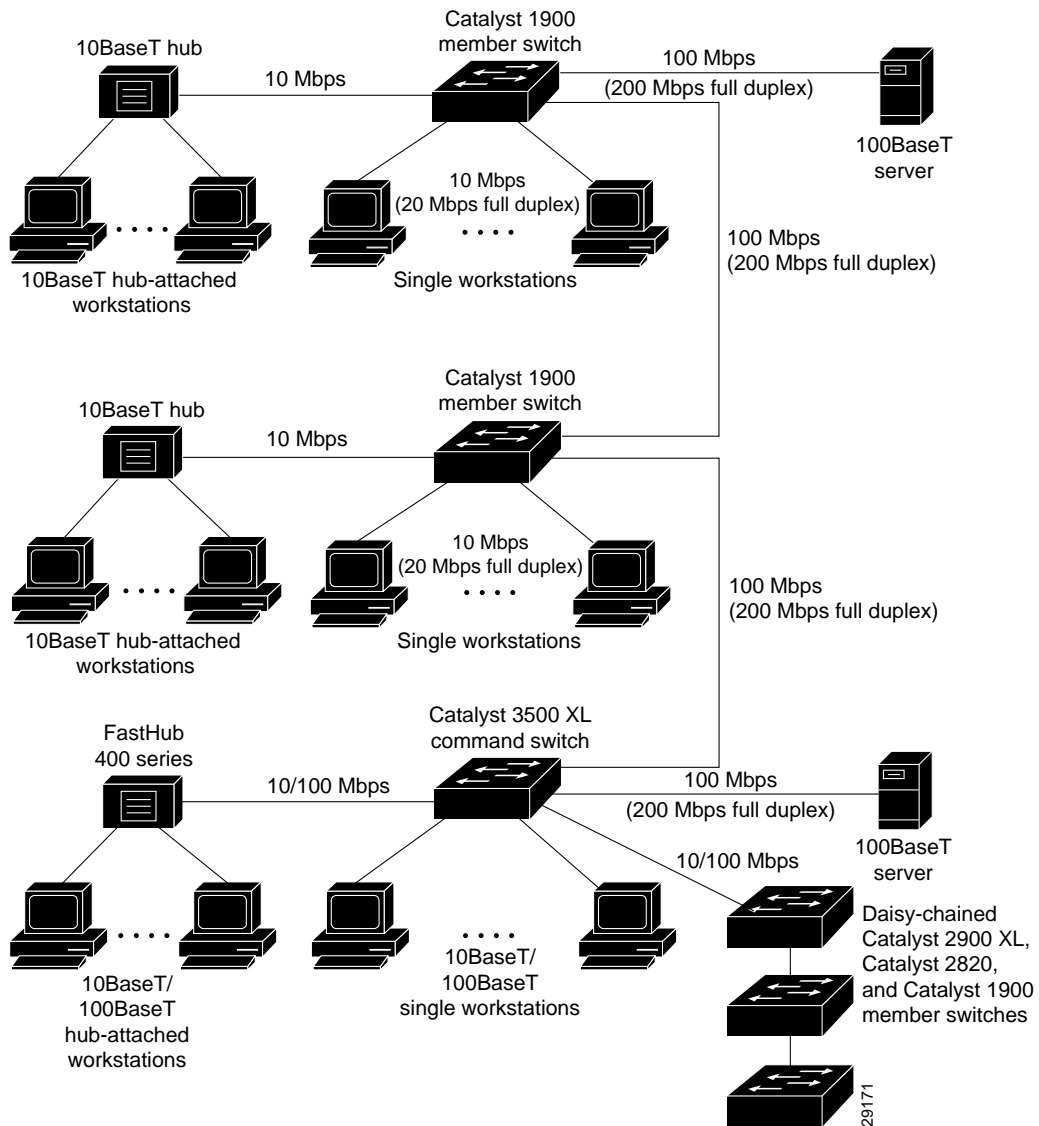 Catalyst 1900
member switch
10BaseT hub
10 Mbps
100 Mbps
(200 Mbps full duplex)
100BaseT
server
10 Mbps
(20 Mbps full duplex)
10BaseT hub-attached
workstations
Single workstations
100 Mbps
(200 Mbps full duplex)
Catalyst 1900
member switch
10BaseT hub
10 Mbps
10 Mbps
(20 Mbps full duplex)
10BaseT hub-attached
workstations
Single workstations
100 Mbps
(200 Mbps full duplex)
Catalyst 3500 XL
command switch
FastHub
400 series
10/100 Mbps
100 Mbps
(200 Mbps full duplex)
100BaseT
server
10/100 Mbps
10BaseT/
100BaseT
hub-attached
workstations
10BaseT/
100BaseT
single workstations
Daisy-chained
Catalyst 2900 XL,
Catalyst 2820,
and Catalyst 1900
member switches
29171